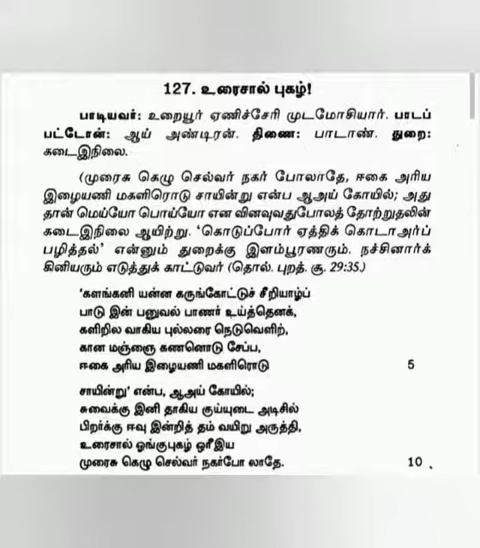 127. உரைசால் புகழ்!
பாடியவர்: உறையூர் ஏணிச்சேரி முடமோசியார். பாடப்
பட்டோன்: ஆய் அண்டிரன். திணை: பாடாண். துறை:
கடைஇநிலை.
(முரைசு கெழு செல்வர் நகர் போலாதே, ஈகை அரிய
இழையணி மகளிரொடு சாயின்று என்ப ஆஅய் கோயில்; அது
தான் மெய்யோ பொய்யோ என வினவுவதுபோலத் தோற்றுதலின்
கடைஇநிலை ஆயிற்று. ‘கொடுப்போர் ஏத்திக் கொடாஅர்ப்
பழித்தல்’ என்னும் துறைக்கு இளம்பூரணரும். நச்சினார்க்
கினியரும் எடுத்துக் காட்டுவர் (தொல். புறத். சூ. 29:35.)
‘களங்கனி யன்ன கருங்கோட்டுச் சீறியாழ்ப்
பாடு இன் பனுவல் பாணர் உய்த்தெனக்,
களிறில வாகிய புல்லரை நெடுவெளிற்,
கான மஞ்ஞை கணனொடு சேப்ப,
ஈகை அரிய இழையணி மகளிரொடு 5
சாயின்று’ என்ப, ஆஅய் கோயில்;
சுவைக்கு இனி தாகிய குய்யுடை அடிசில்
பிறர்க்கு ஈவு இன்றித் தம் வயிறு அருத்தி,
உரைசால் ஓங்குபுகழ் ஒரீஇய
முரைசு கெழு செல்வர் நகர்போ லாதே. 10